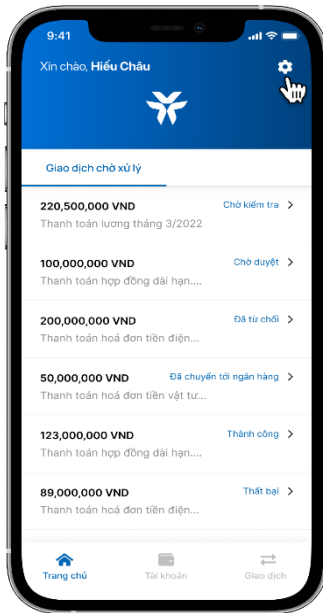 9:41
Xin chào, Hiếu Châu
Giao dịch chờ xử lý
220,500,000 VND Chờ kiểm tra
Thanh toán lương tháng 3/2022
100,000,000 VND Chờ duyệt
Thanh toán hợp đồng dài hạn....
200,000,000 VND Đã từ chối
Thanh toán hoá đơn tiền điện...
50,000,000 VND Đã chuyển tới ngân hàng
Thanh toán hoá đơn tiền vật tư...
123,000,000 VND Thành công
Thanh toán hợp đồng dài hạn....
89,000,000 VND Thất bại
Thanh toán hoá đơn tiền điện...
Trang chủ Tài khoản Giao dịch